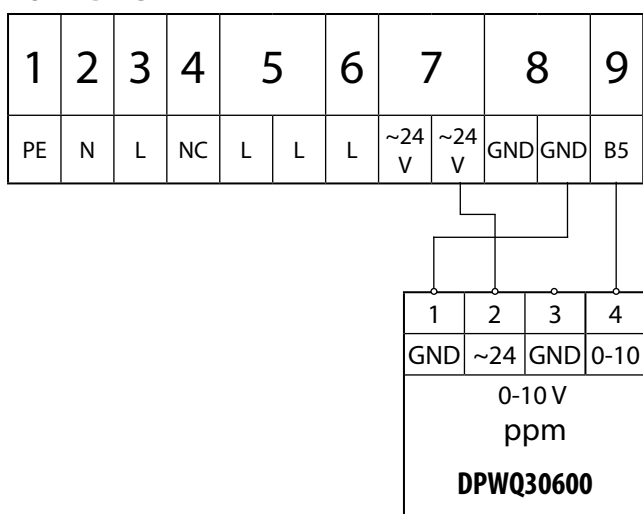 1 2 3 4 5 6 7 8 9
PE N L NC L L L ~24 V ~24 V GND GND B5
1 2 3 4
GND ~24 GND 0-10
0-10 V
ppm
DPWQ30600